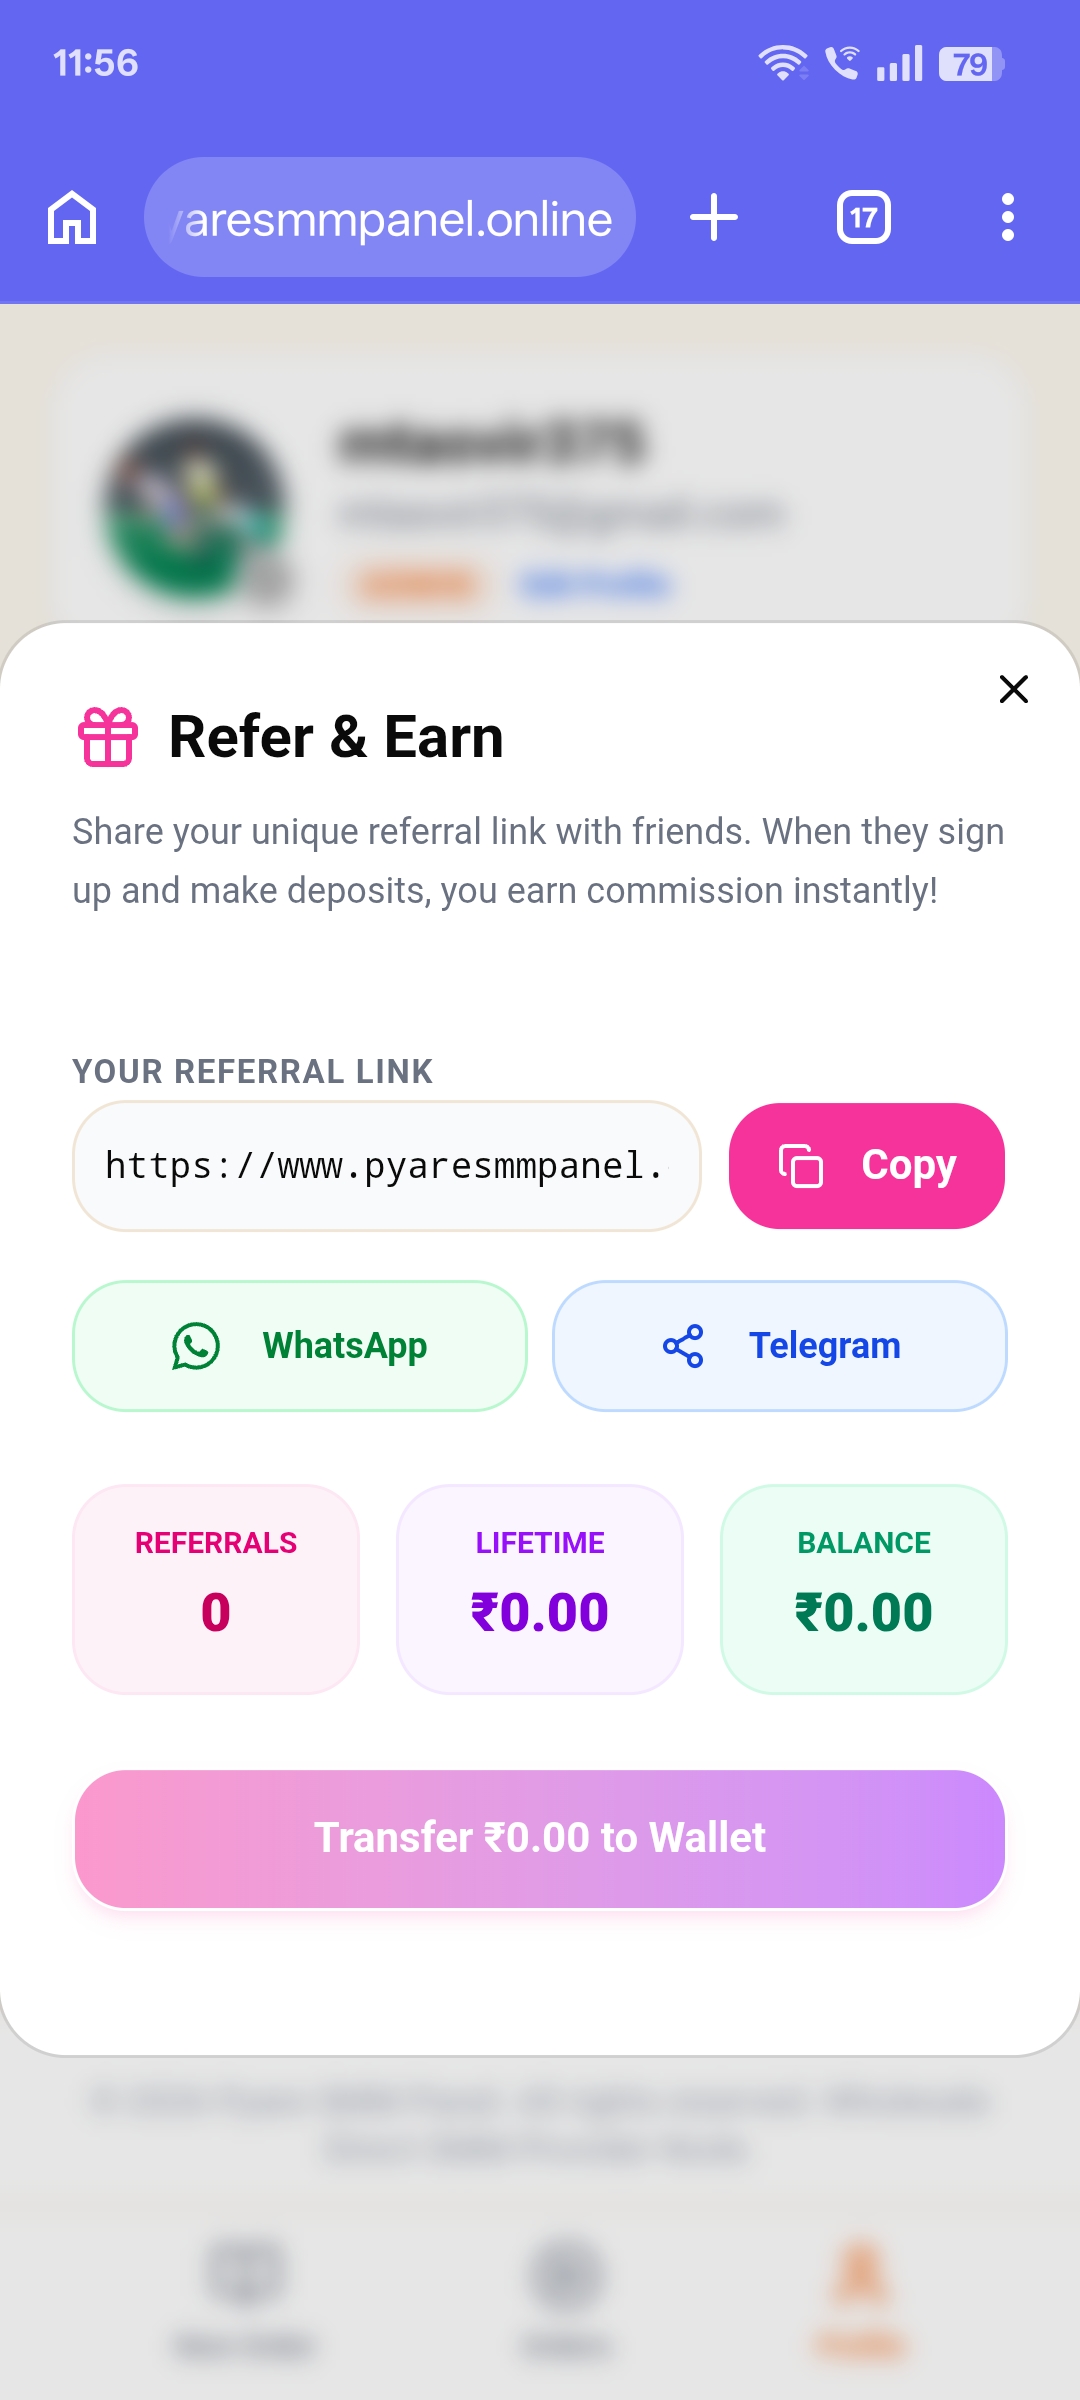 11:56
79
aresmmpanel.online
17
Refer & Earn
Share your unique referral link with friends. When they sign
up and make deposits, you earn commission instantly!
YOUR REFERRAL LINK
https://www.pyaresmmpanel.
Copy
WhatsApp
Telegram
REFERRALS
0
LIFETIME
₹0.00
BALANCE
₹0.00
Transfer ₹0.00 to Wallet